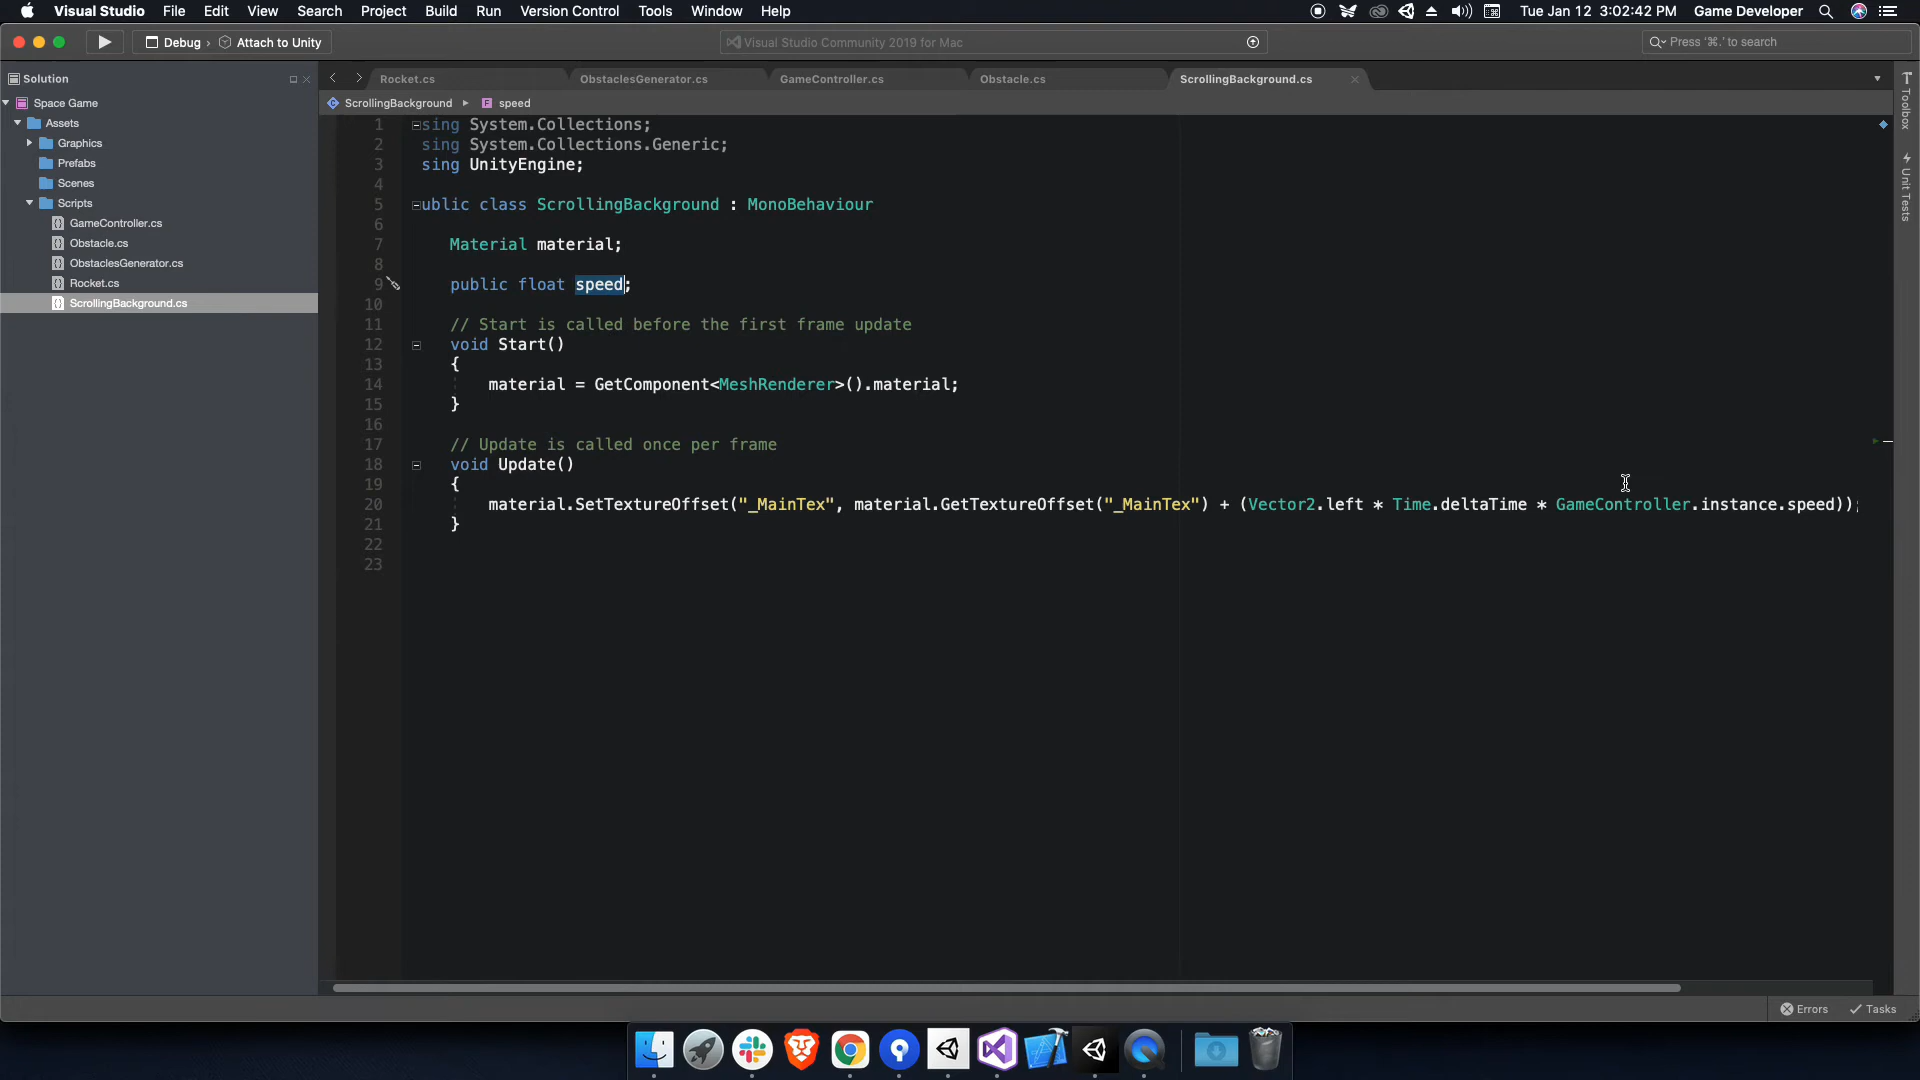 Visual Studio File Edit View Search Project Build Run Version Control Tools Window Help Tue Jan 12 3:02:42 PM Game Developer
Debug › Attach to Unity Visual Studio Community 2019 for Mac Press '⌘.' to search
Solution
Rocket.cs ObstaclesGenerator.cs GameController.cs Obstacle.cs ScrollingBackground.cs
ScrollingBackground speed
Space Game
Assets
Graphics
Prefabs
Scenes
Scripts
GameController.cs
Obstacle.cs
ObstaclesGenerator.cs
Rocket.cs
ScrollingBackground.cs
1 sing System.Collections;
2 sing System.Collections.Generic;
3 sing UnityEngine;
4
5 ublic class ScrollingBackground : MonoBehaviour
6
7 Material material;
8
9 public float speed;
10
11 // Start is called before the first frame update
12 void Start()
13 {
14 material = GetComponent<MeshRenderer>().material;
15 }
16
17 // Update is called once per frame
18 void Update()
19 {
20 material.SetTextureOffset("_MainTex", material.GetTextureOffset("_MainTex") + (Vector2.left * Time.deltaTime * GameController.instance.speed));
21 }
22
23
Toolbox
Unit Tests
Errors Tasks